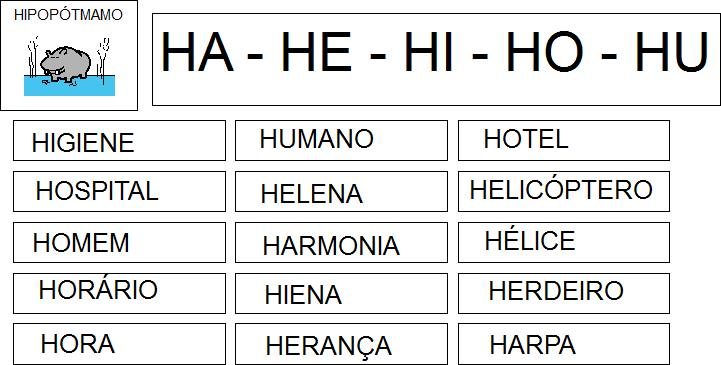 HIPOPÓTMAMO
HA - HE - HI - HO - HU
HIGIENE HUMANO HOTEL
HOSPITAL HELENA HELICÓPTERO
HOMEM HARMONIA HÉLICE
HORÁRIO HIENA HERDEIRO
HORA HERANÇA HARPA